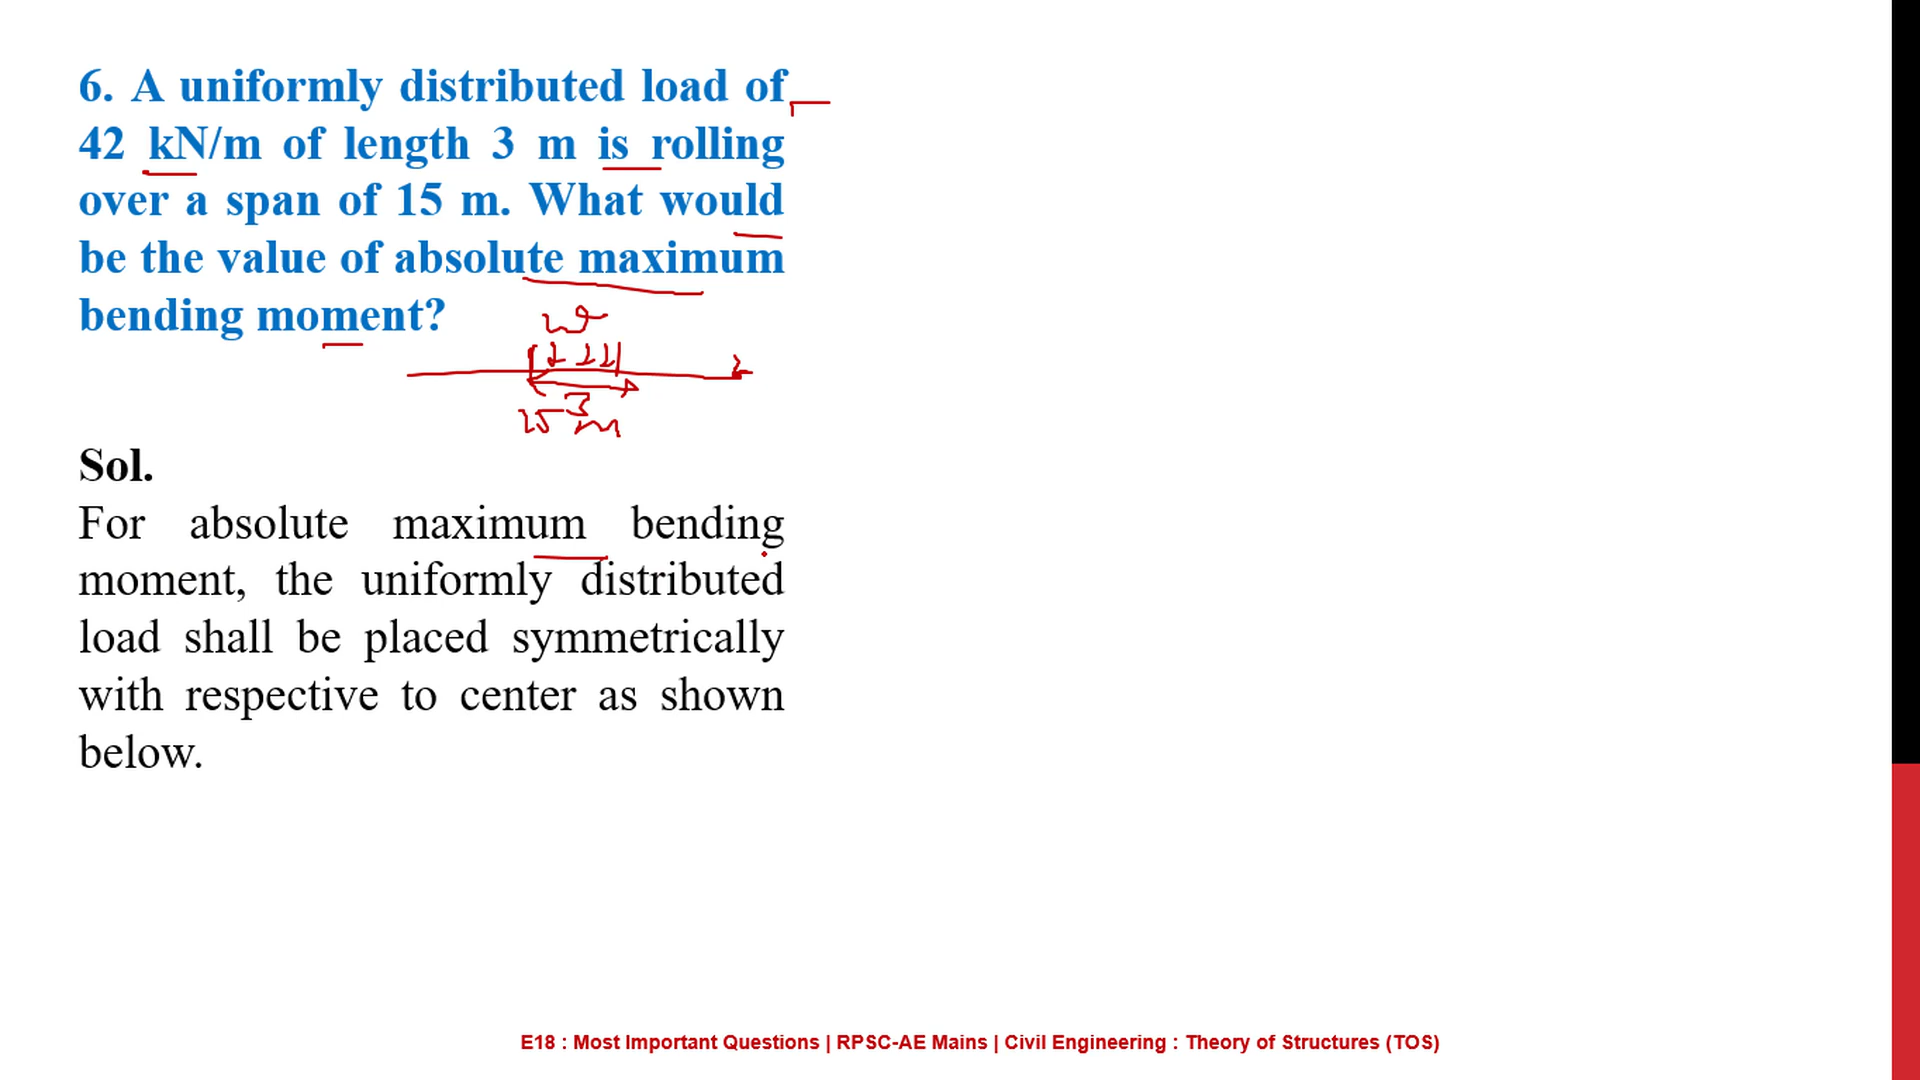 6. A uniformly distributed load of
42 kN/m of length 3 m is rolling
over a span of 15 m. What would
be the value of absolute maximum
bending moment?
3
15 m
Sol.
For absolute maximum bending
moment, the uniformly distributed
load shall be placed symmetrically
with respective to center as shown
below.
E18 : Most Important Questions | RPSC-AE Mains | Civil Engineering : Theory of Structures (TOS)